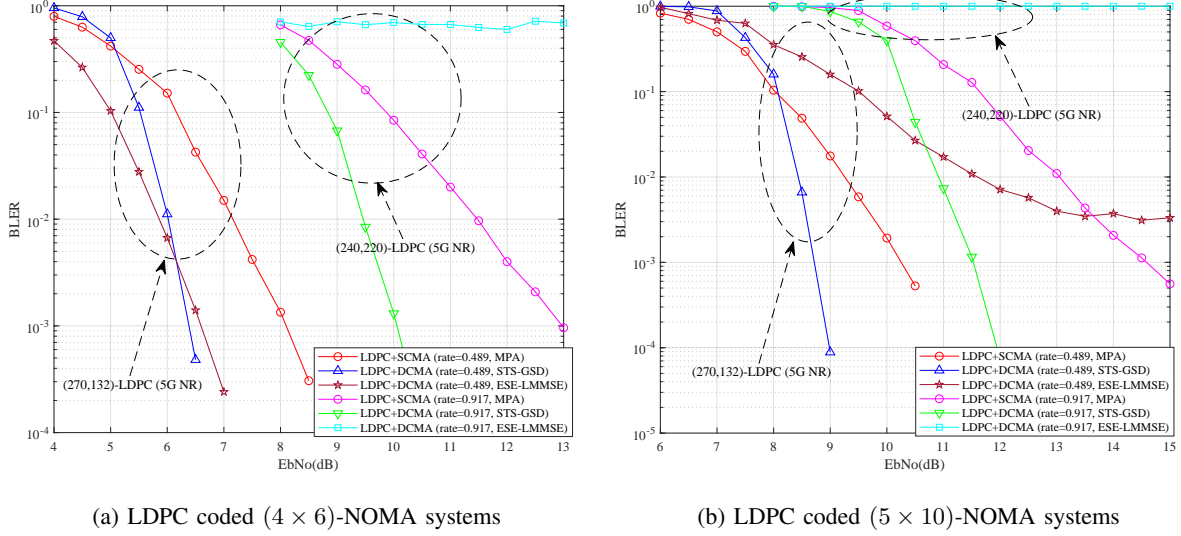 10^0
10^-1
10^-2
10^-3
10^-4
BLER
4 5 6 7 8 9 10 11 12 13
EbNo(dB)
(240,220)-LDPC (5G NR)
(270,132)-LDPC (5G NR)
LDPC+SCMA (rate=0.489, MPA)
LDPC+DCMA (rate=0.489, STS-GSD)
LDPC+DCMA (rate=0.489, ESE-LMMSE)
LDPC+SCMA (rate=0.917, MPA)
LDPC+DCMA (rate=0.917, STS-GSD)
LDPC+DCMA (rate=0.917, ESE-LMMSE)
(a) LDPC coded (4 × 6)-NOMA systems
10^0
10^-1
10^-2
10^-3
10^-4
10^-5
BLER
6 7 8 9 10 11 12 13 14 15
EbNo(dB)
(240,220)-LDPC (5G NR)
(270,132)-LDPC (5G NR)
LDPC+SCMA (rate=0.489, MPA)
LDPC+DCMA (rate=0.489, STS-GSD)
LDPC+DCMA (rate=0.489, ESE-LMMSE)
LDPC+SCMA (rate=0.917, MPA)
LDPC+DCMA (rate=0.917, STS-GSD)
LDPC+DCMA (rate=0.917, ESE-LMMSE)
(b) LDPC coded (5 × 10)-NOMA systems